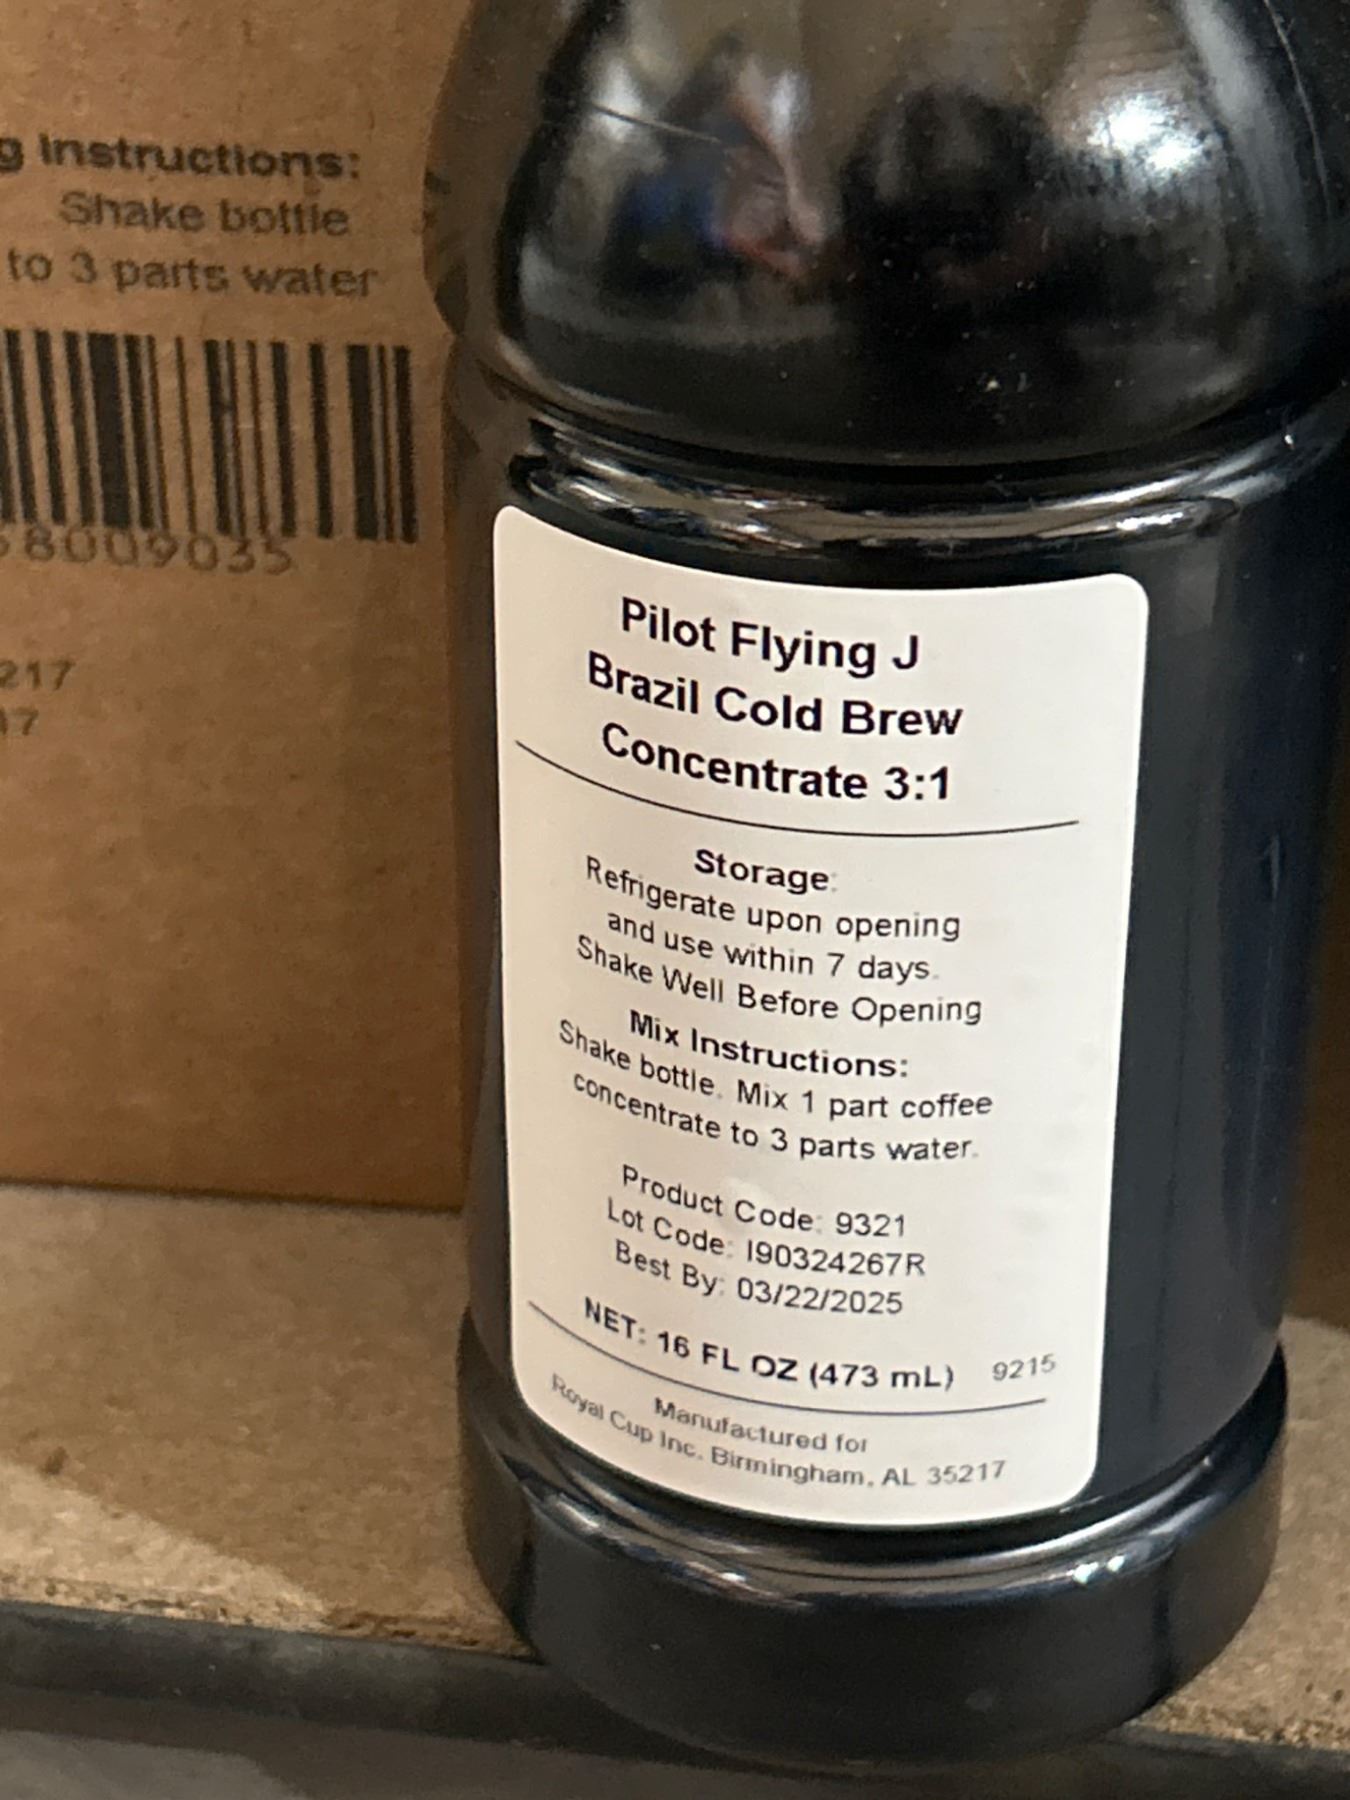 g Instructions:
Shake bottle
to 3 parts water
8009035
217
17
Pilot Flying J
Brazil Cold Brew
Concentrate 3:1
Storage:
Refrigerate upon opening
and use within 7 days.
Shake Well Before Opening
Mix Instructions:
Shake bottle. Mix 1 part coffee
concentrate to 3 parts water.
Product Code: 9321
Lot Code: I90324267R
Best By: 03/22/2025
NET: 16 FL OZ (473 mL) 9215
Manufactured for
Royal Cup Inc. Birmingham, AL 35217